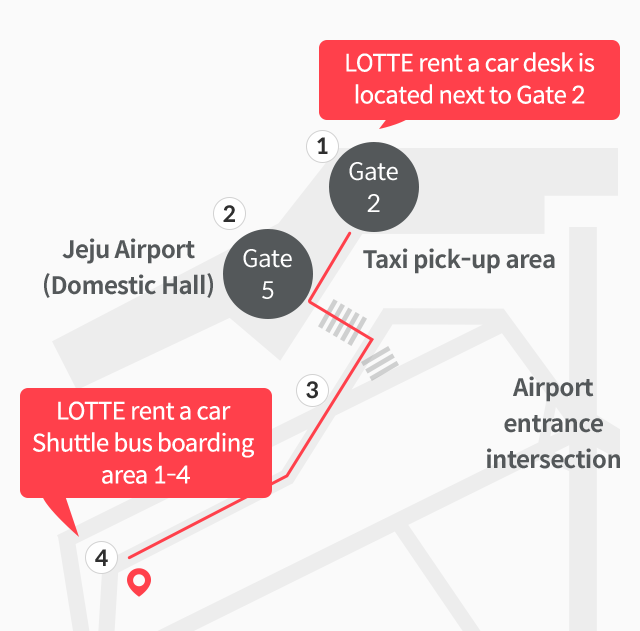 LOTTE rent a car desk is
located next to Gate 2
1
Gate
2
2
Gate
5
Jeju Airport
(Domestic Hall)
Taxi pick-up area
3
Airport
entrance
intersection
LOTTE rent a car
Shuttle bus boarding
area 1-4
4